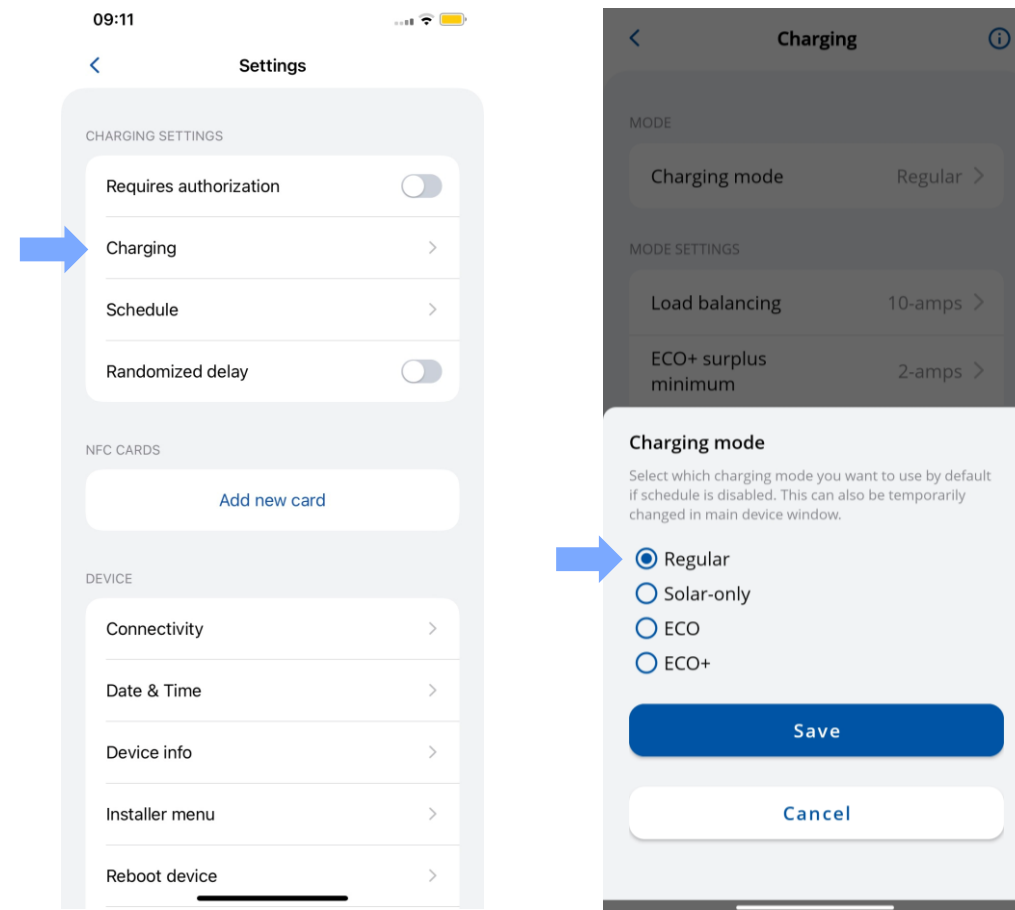 09:11
Settings
CHARGING SETTINGS
Requires authorization
Charging
Schedule
Randomized delay
NFC CARDS
Add new card
DEVICE
Connectivity
Date & Time
Device info
Installer menu
Reboot device
Charging
MODE
Charging mode Regular
MODE SETTINGS
Load balancing 10-amps
ECO+ surplus
minimum 2-amps
Charging mode
Select which charging mode you want to use by default
if schedule is disabled. This can also be temporarily
changed in main device window.
Regular
Solar-only
ECO
ECO+
Save
Cancel